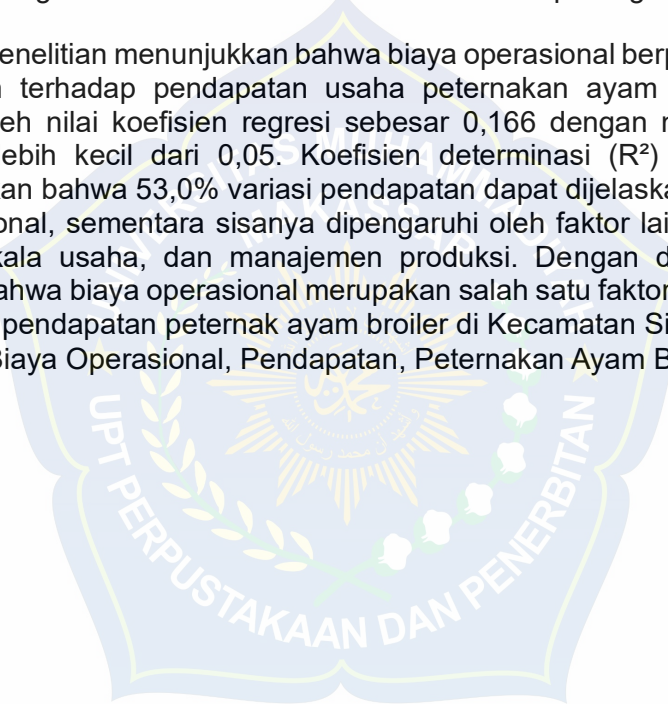 enelitian menunjukkan bahwa biaya operasional berp
terhadap pendapatan usaha peternakan ayam
eh nilai koefisien regresi sebesar 0,166 dengan
ebih kecil dari 0,05. Koefisien determinasi (R²)
an bahwa 53,0% variasi pendapatan dapat dijelaska
onal, sementara sisanya dipengaruhi oleh faktor lai
kala usaha, dan manajemen produksi. Dengan d
ahwa biaya operasional merupakan salah satu faktor
pendapatan peternak ayam broiler di Kecamatan Si
Biaya Operasional, Pendapatan, Peternakan Ayam B
UNIVERSITAS MUHAMMADIYAH
MAKASSAR
UPT PERPUSTAKAAN DAN PENERBITAN